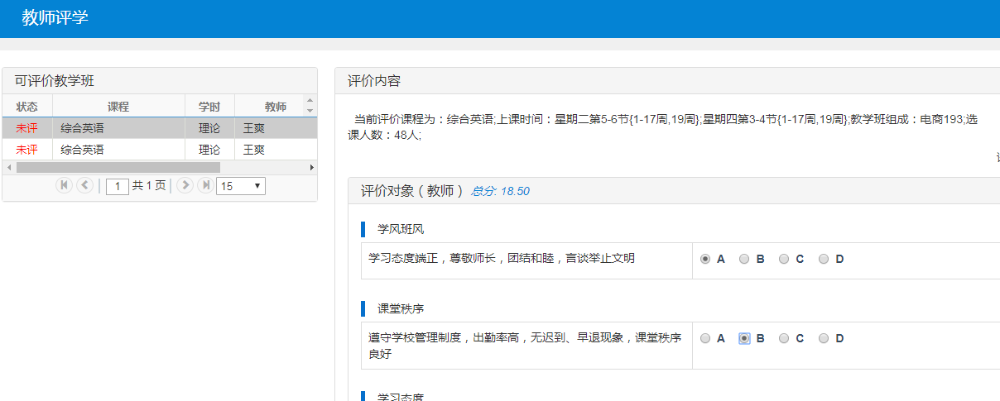 教师评学
可评价教学班
状态 课程 学时 教师
未评 综合英语 理论 王爽
未评 综合英语 理论 王爽
1 共 1 页 15
评价内容
当前评价课程为：综合英语;上课时间：星期二第5-6节{1-17周,19周};星期四第3-4节{1-17周,19周};教学班组成：电商193;选
课人数：48人;
评价对象（教师） 总分: 18.50
学风班风
学习态度端正，尊敬师长，团结和睦，言谈举止文明 A B C D
课堂秩序
遵守学校管理制度，出勤率高，无迟到、早退现象，课堂秩序 A B C D
良好
学习态度